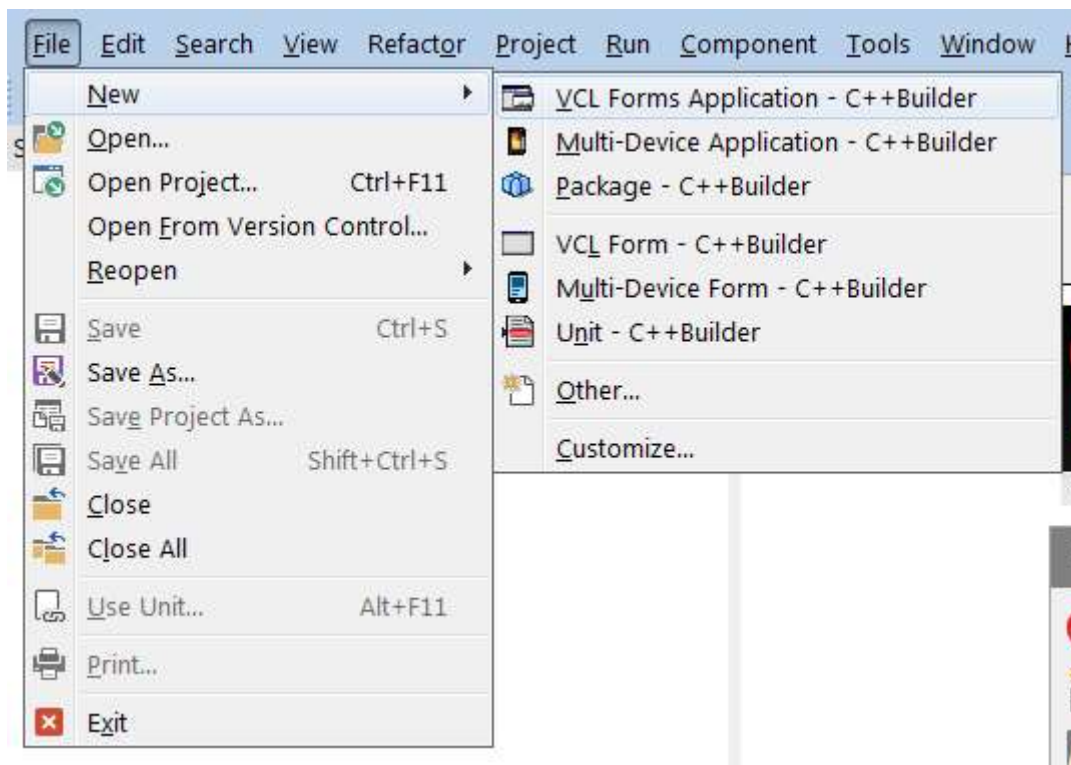 File Edit Search View Refactor Project Run Component Tools Window
New
Open...
Open Project... Ctrl+F11
Open From Version Control...
Reopen
Save Ctrl+S
Save As...
Save Project As...
Save All Shift+Ctrl+S
Close
Close All
Use Unit... Alt+F11
Print...
Exit
VCL Forms Application - C++Builder
Multi-Device Application - C++Builder
Package - C++Builder
VCL Form - C++Builder
Multi-Device Form - C++Builder
Unit - C++Builder
Other...
Customize...